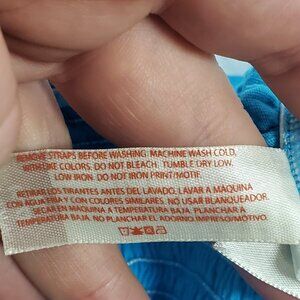 REMOVE STRAPS BEFORE WASHING. MACHINE WASH COLD,
WITH LIKE COLORS. DO NOT BLEACH. TUMBLE DRY LOW.
LOW IRON. DO NOT IRON PRINT/MOTIF.
RETIRAR LOS TIRANTES ANTES DEL LAVADO. LAVAR A MAQUINA
CON AGUA FRIA Y CON COLORES SIMILARES. NO USAR BLANQUEADOR.
SECAR EN MAQUINA A TEMPERATURA BAJA. PLANCHAR A
TEMPERATURA BAJA. NO PLANCHAR EL ADORNO IMPRESO/MOTIVO.